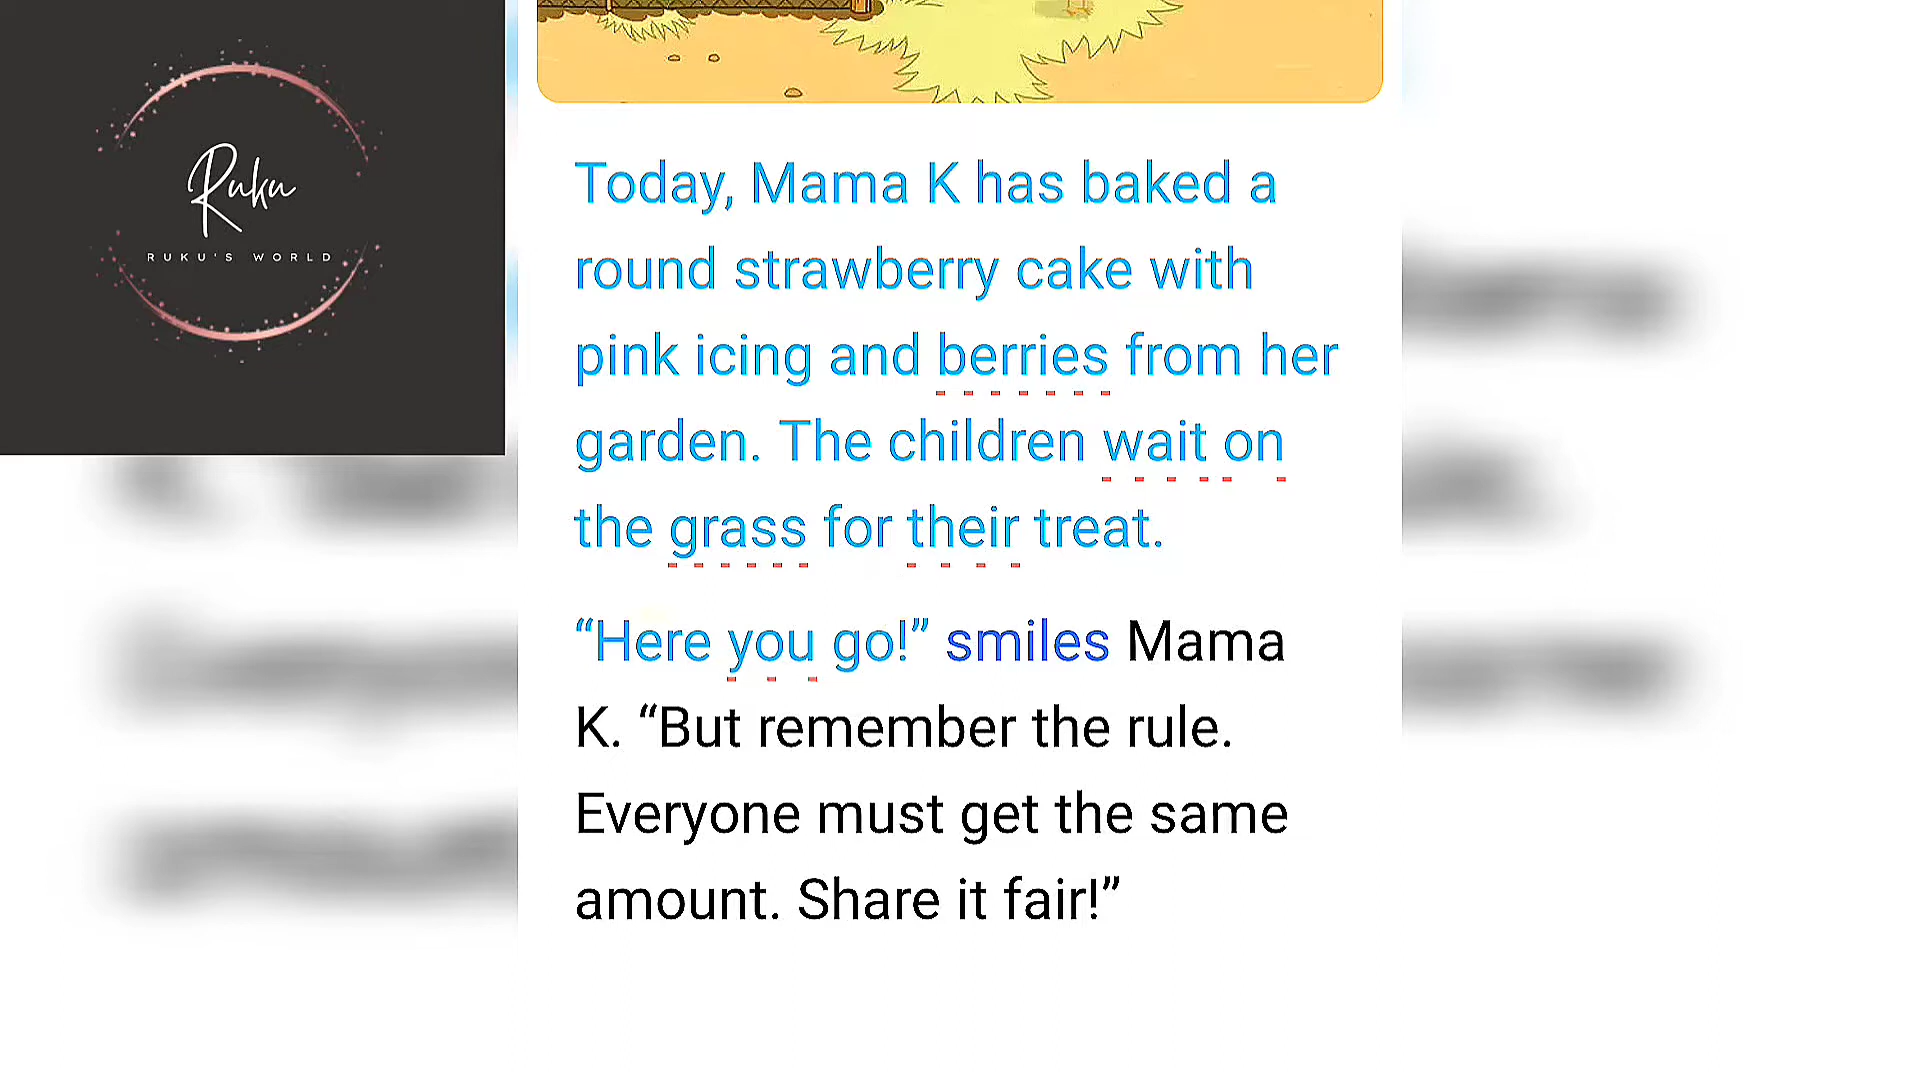 Ruku
RUKU'S WORLD
Today, Mama K has baked a
round strawberry cake with
pink icing and berries from her
garden. The children wait on
the grass for their treat.
“Here you go!” smiles Mama
K. “But remember the rule.
Everyone must get the same
amount. Share it fair!”